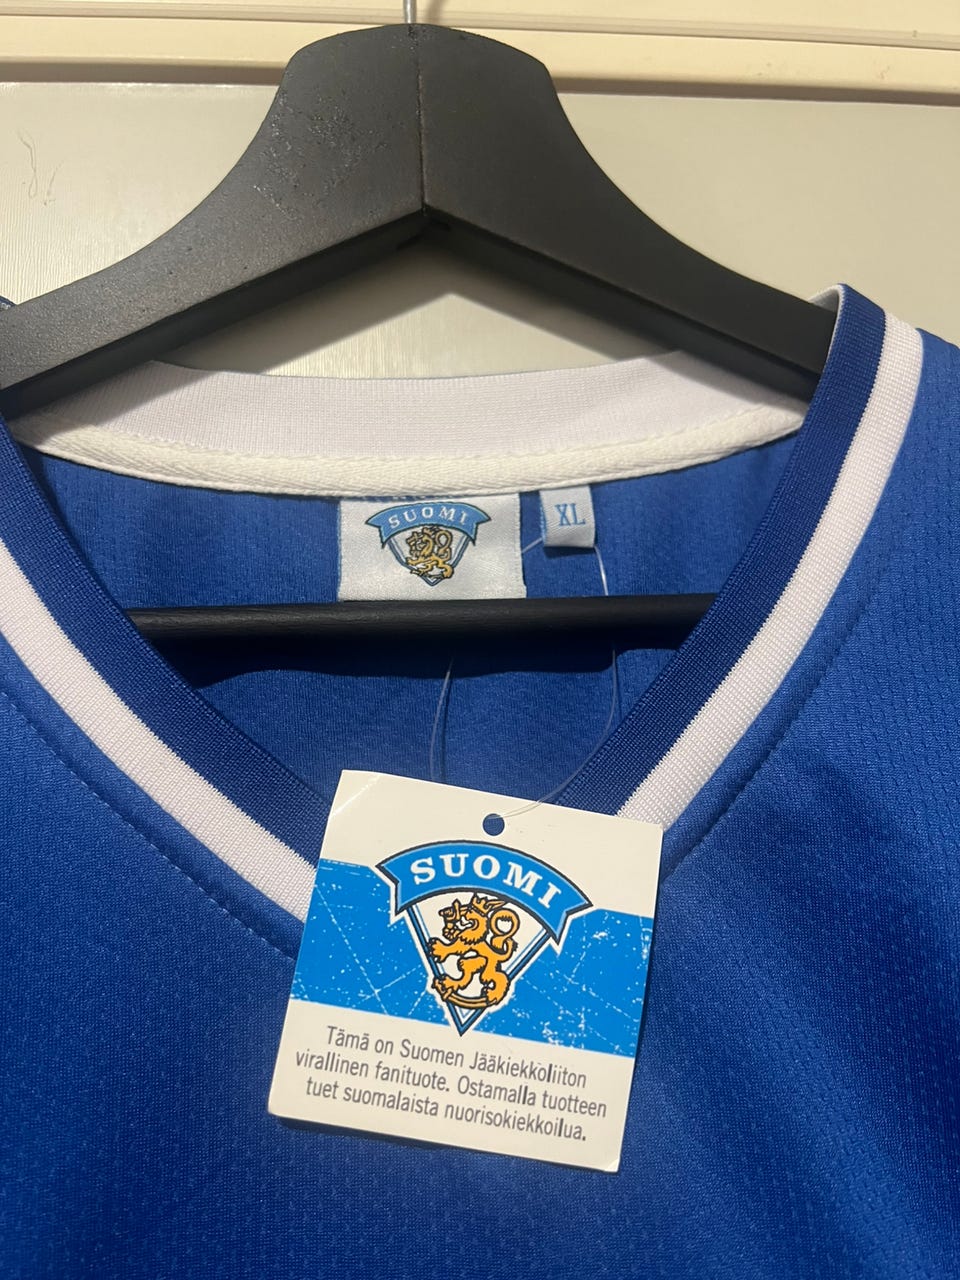 SUOMI
XL
SUOMI
Tämä on Suomen Jääkiekkoliiton
virallinen fanituote. Ostamalla tuotteen
tuet suomalaista nuorisokiekkoilua.